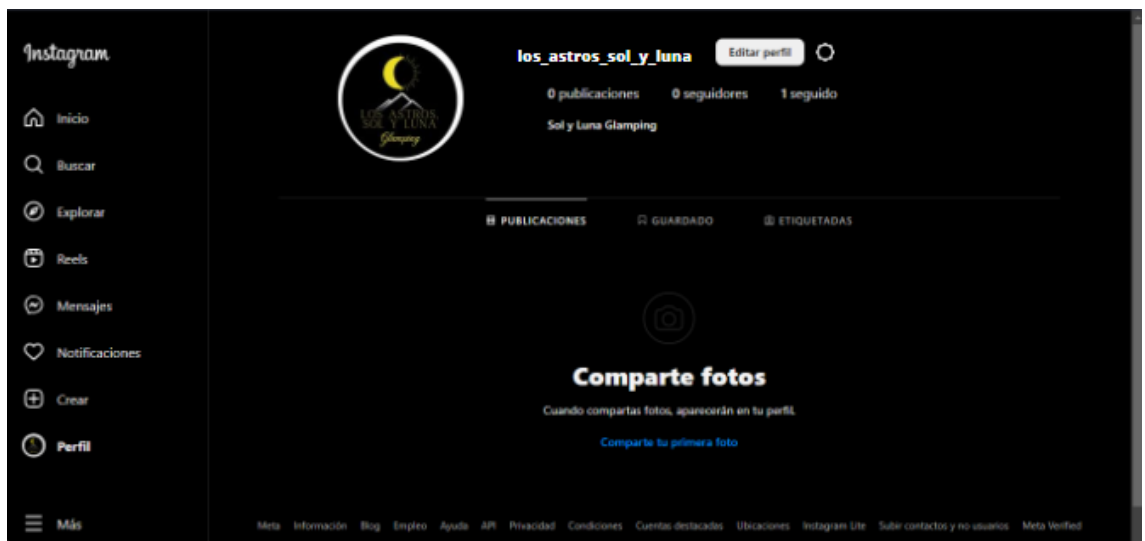 Instagram
Inicio
Buscar
Explorar
Reels
Mensajes
Notificaciones
Crear
Perfil
Más
LOS ASTROS,
SOL Y LUNA
Glamping
los_astros_sol_y_luna Editar perfil
0 publicaciones 0 seguidores 1 seguido
Sol y Luna Glamping
PUBLICACIONES GUARDADO ETIQUETADAS
Comparte fotos
Cuando compartas fotos, aparecerán en tu perfil.
Comparte tu primera foto
Meta Información Blog Empleo Ayuda API Privacidad Condiciones Cuentas destacadas Ubicaciones Instagram Lite Subir contactos y no usuarios Meta Verified